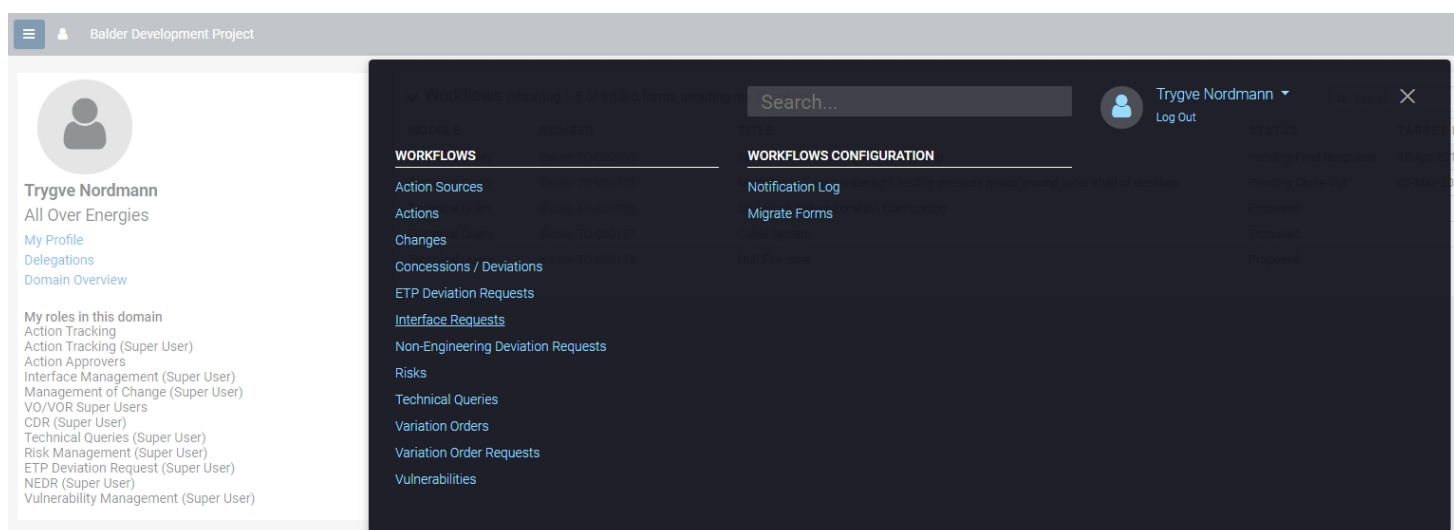 Balder Development Project
Trygve Nordmann
All Over Energies
My Profile
Delegations
Domain Overview
My roles in this domain
Action Tracking
Action Tracking (Super User)
Action Approvers
Interface Management (Super User)
Management of Change (Super User)
VO/VOR Super Users
CDR (Super User)
Technical Queries (Super User)
Risk Management (Super User)
ETP Deviation Request (Super User)
NEDR (Super User)
Vulnerability Management (Super User)
Search...
Trygve Nordmann
Log Out
WORKFLOWS
Action Sources
Actions
Changes
Concessions / Deviations
ETP Deviation Requests
Interface Requests
Non-Engineering Deviation Requests
Risks
Technical Queries
Variation Orders
Variation Order Requests
Vulnerabilities
WORKFLOWS CONFIGURATION
Notification Log
Migrate Forms